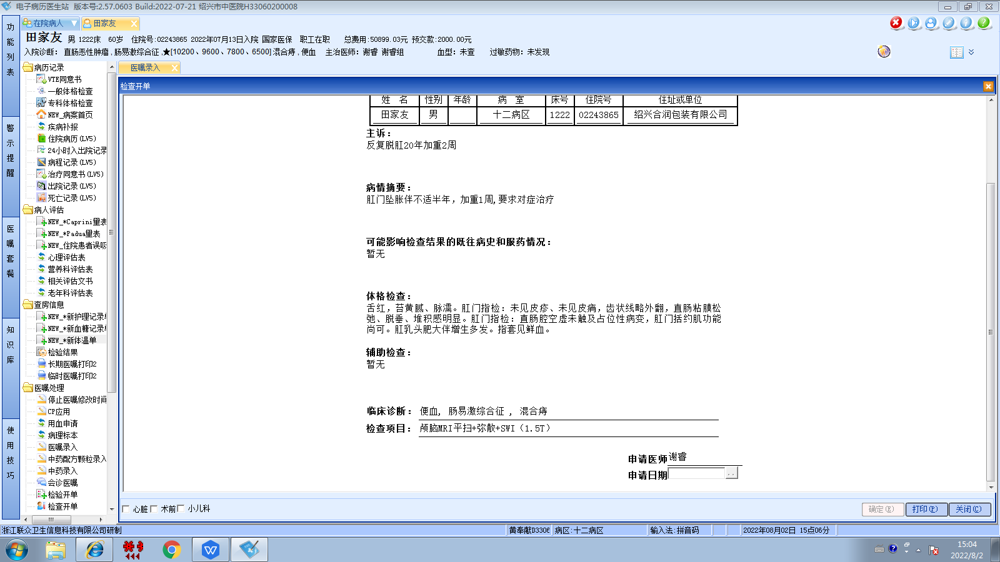 电子病历医生站 版本号:2.57.0603 Build:2022-07-21 绍兴市中医院H33060200008
功能列表
警示提醒
医嘱套餐
知识库
使用技巧
在院病人
田家友
田家友 男 1222床 60岁 住院号:02243865 2022年07月13日入院 国家医保 职工在职 总费用:50899.03元 预交款:2000.00元
入院诊断: 直肠恶性肿瘤,肠易激综合征,★[10200、9600、7800、6500]混合痔,便血 主治医师:谢睿 谢睿组 血型: 未查 过敏药物: 未发现
病历记录
VTE同意书
一般体格检查
专科体格检查
NEW_病案首页
疾病补报
住院病历(LV5)
24小时入出院记录
病程记录(LV5)
治疗同意书(LV5)
出院记录(LV5)
死亡记录(LV5)
病人评估
NEW_*Caprini量表
NEW_*Padua量表
NEW_住院患者误吸
心理评估表
营养科评估表
相关评估文书
老年科评估表
查房信息
NEW_*新护理记录单
NEW_*新血糖记录单
NEW_*新体温单
检验结果
长期医嘱打印2
临时医嘱打印2
医嘱处理
停止医嘱修改时间
CP应用
用血申请
病理标本
医嘱录入
中药配方颗粒录入
中药录入
会诊医嘱
检验开单
检查开单
医嘱录入
检查开单
姓 名 性别 年龄 病 室 床号 住院号 住址或单位
田家友 男 十二病区 1222 02243865 绍兴合润包装有限公司
主诉:
反复脱肛20年加重2周
病情摘要:
肛门坠胀伴不适半年，加重1周,要求对症治疗
可能影响检查结果的既往病史和服药情况:
暂无
体格检查:
舌红，苔黄腻、脉濡。肛门指检: 未见皮疹、未见皮痈，齿状线略外翻，直肠粘膜松
弛、脱垂、堆积感明显。肛门指检: 直肠腔空虚未触及占位性病变，肛门括约肌功能
尚可。肛乳头肥大伴增生多发。指套见鲜血。
辅助检查:
暂无
临床诊断: 便血, 肠易激综合征 , 混合痔
检查项目: 颅脑MRI平扫+弥散+SWI（1.5T）
申请医师 谢睿
申请日期 ..
心脏 术前 小儿科
确定(E) 打印(P) 关闭(C)
浙江联众卫生信息科技有限公司研制 黄奉献D3306 病区:十二病区 输入法:拼音码 2022年08月02日 15点06分
15:04
2022/8/2